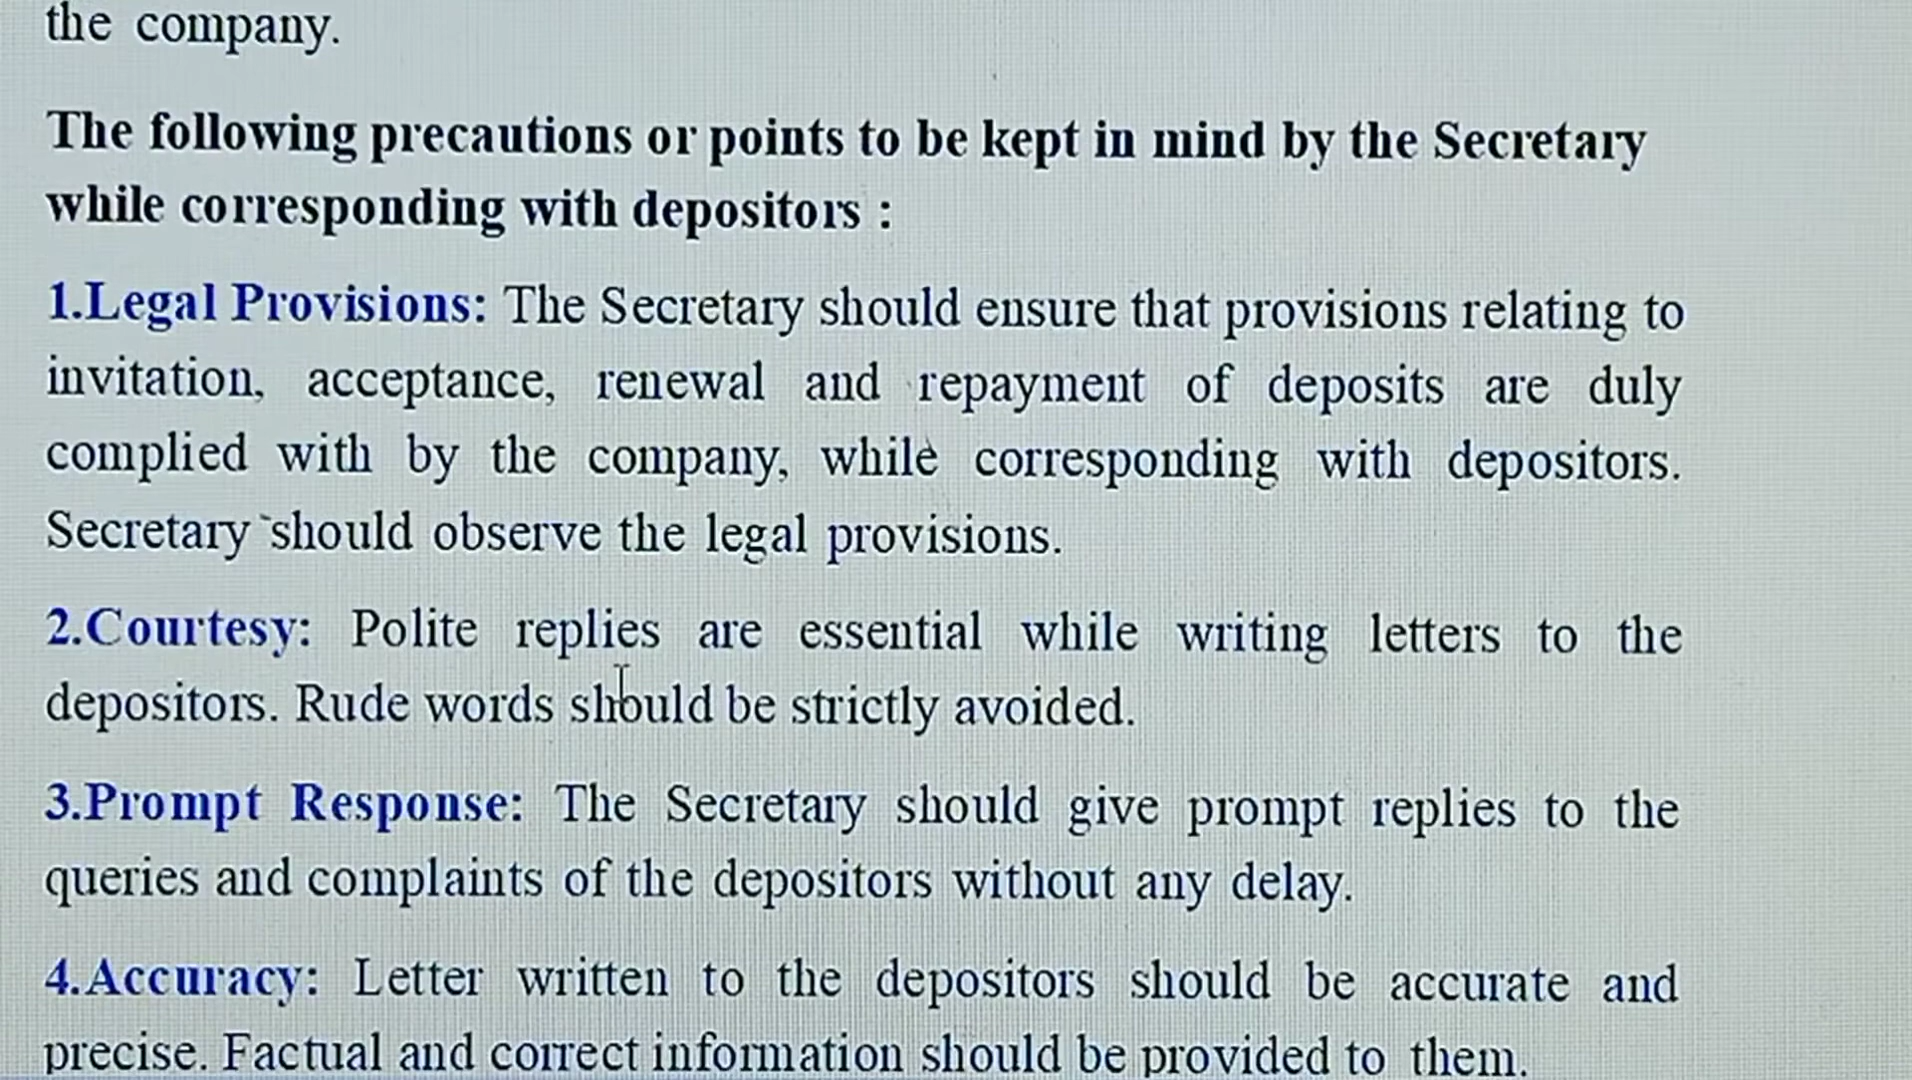 the company.
The following precautions or points to be kept in mind by the Secretary
while corresponding with depositors :
1.Legal Provisions: The Secretary should ensure that provisions relating to
invitation, acceptance, renewal and repayment of deposits are duly
complied with by the company, while corresponding with depositors.
Secretary should observe the legal provisions.
2.Courtesy: Polite replies are essential while writing letters to the
depositors. Rude words should be strictly avoided.
3.Prompt Response: The Secretary should give prompt replies to the
queries and complaints of the depositors without any delay.
4.Accuracy: Letter written to the depositors should be accurate and
precise. Factual and correct information should be provided to them.